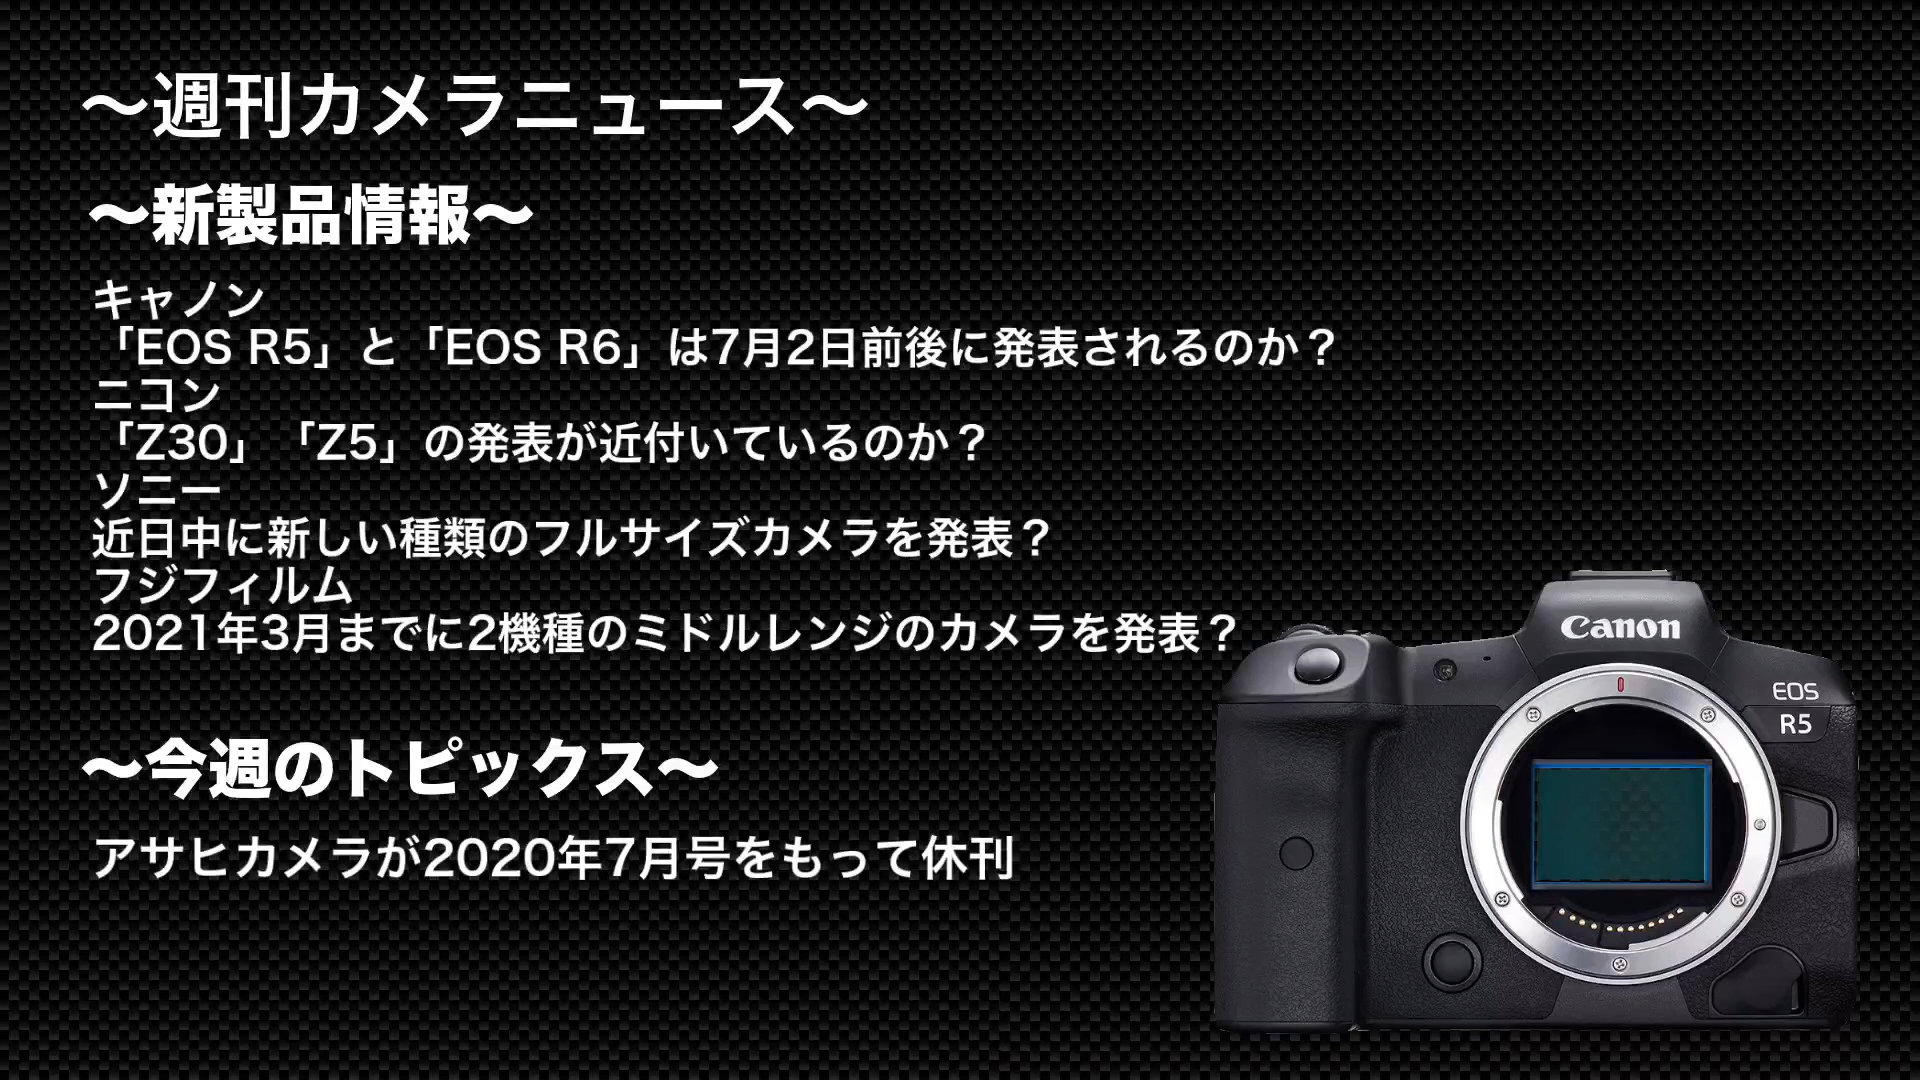 〜週刊カメラニュース〜
〜新製品情報〜
キャノン
「EOS R5」と「EOS R6」は7月2日前後に発表されるのか？
ニコン
「Z30」「Z5」の発表が近付いているのか？
ソニー
近日中に新しい種類のフルサイズカメラを発表？
フジフィルム
2021年3月までに2機種のミドルレンジのカメラを発表？
Canon
EOS
R5
〜今週のトピックス〜
アサヒカメラが2020年7月号をもって休刊